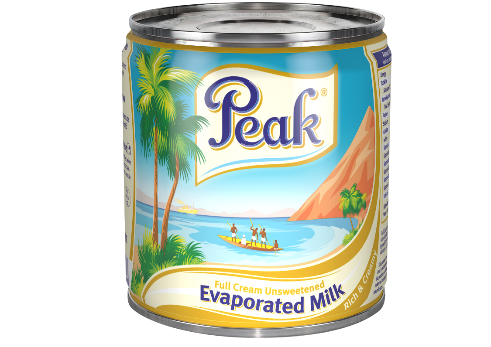 Peak®
Full Cream Unsweetened
Evaporated Milk
Rich & Creamy